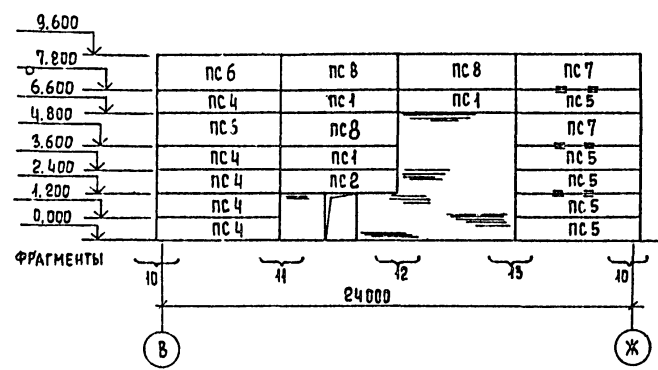 9,600
7.200
6,600
4,800
3.600
2.400
1,200
0,000
ПС 6 ПС 8 ПС 8 ПС 7
ПС 4 ПС 1 ПС 1 ПС 5
ПС 5 ПС 8 ПС 7
ПС 4 ПС 1 ПС 5
ПС 4 ПС 2 ПС 5
ПС 4 ПС 5
ПС 4 ПС 5
ФРАГМЕНТЫ
10 11 12 13 10
24000
В Ж